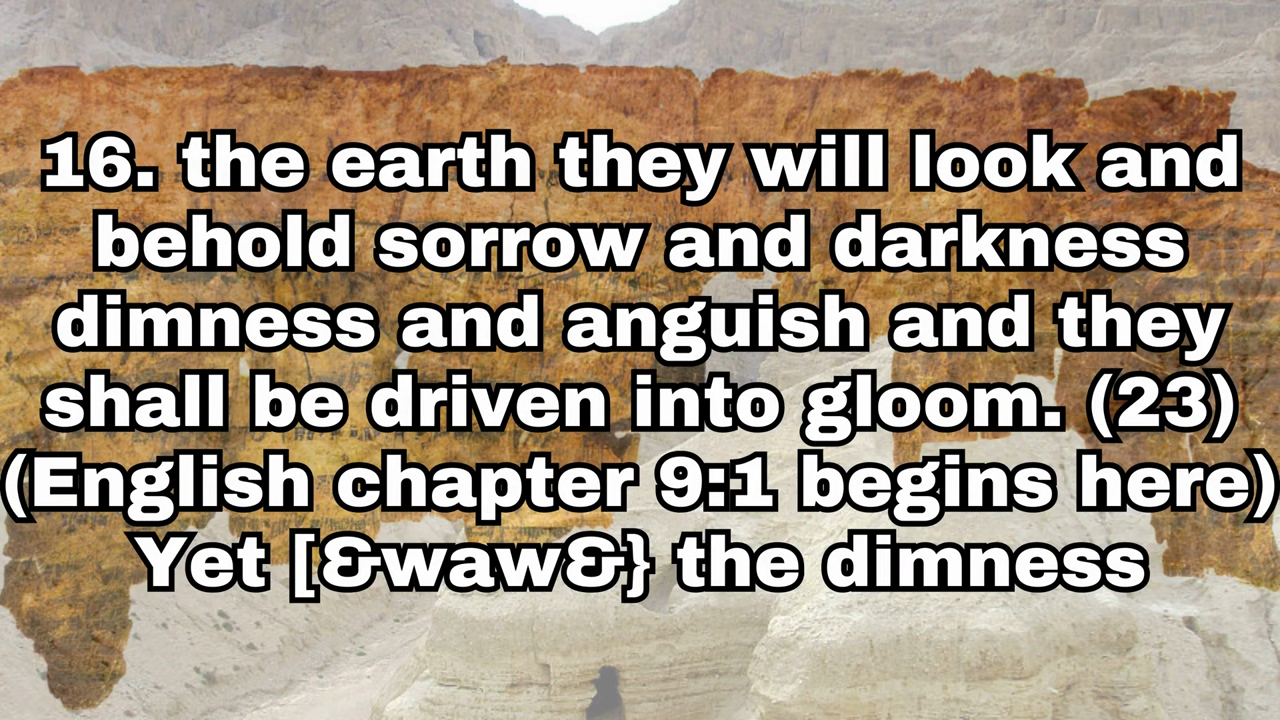 16. the earth they will look and
behold sorrow and darkness
dimness and anguish and they
shall be driven into gloom. (23)
(English chapter 9:1 begins here)
Yet [&waw&} the dimness